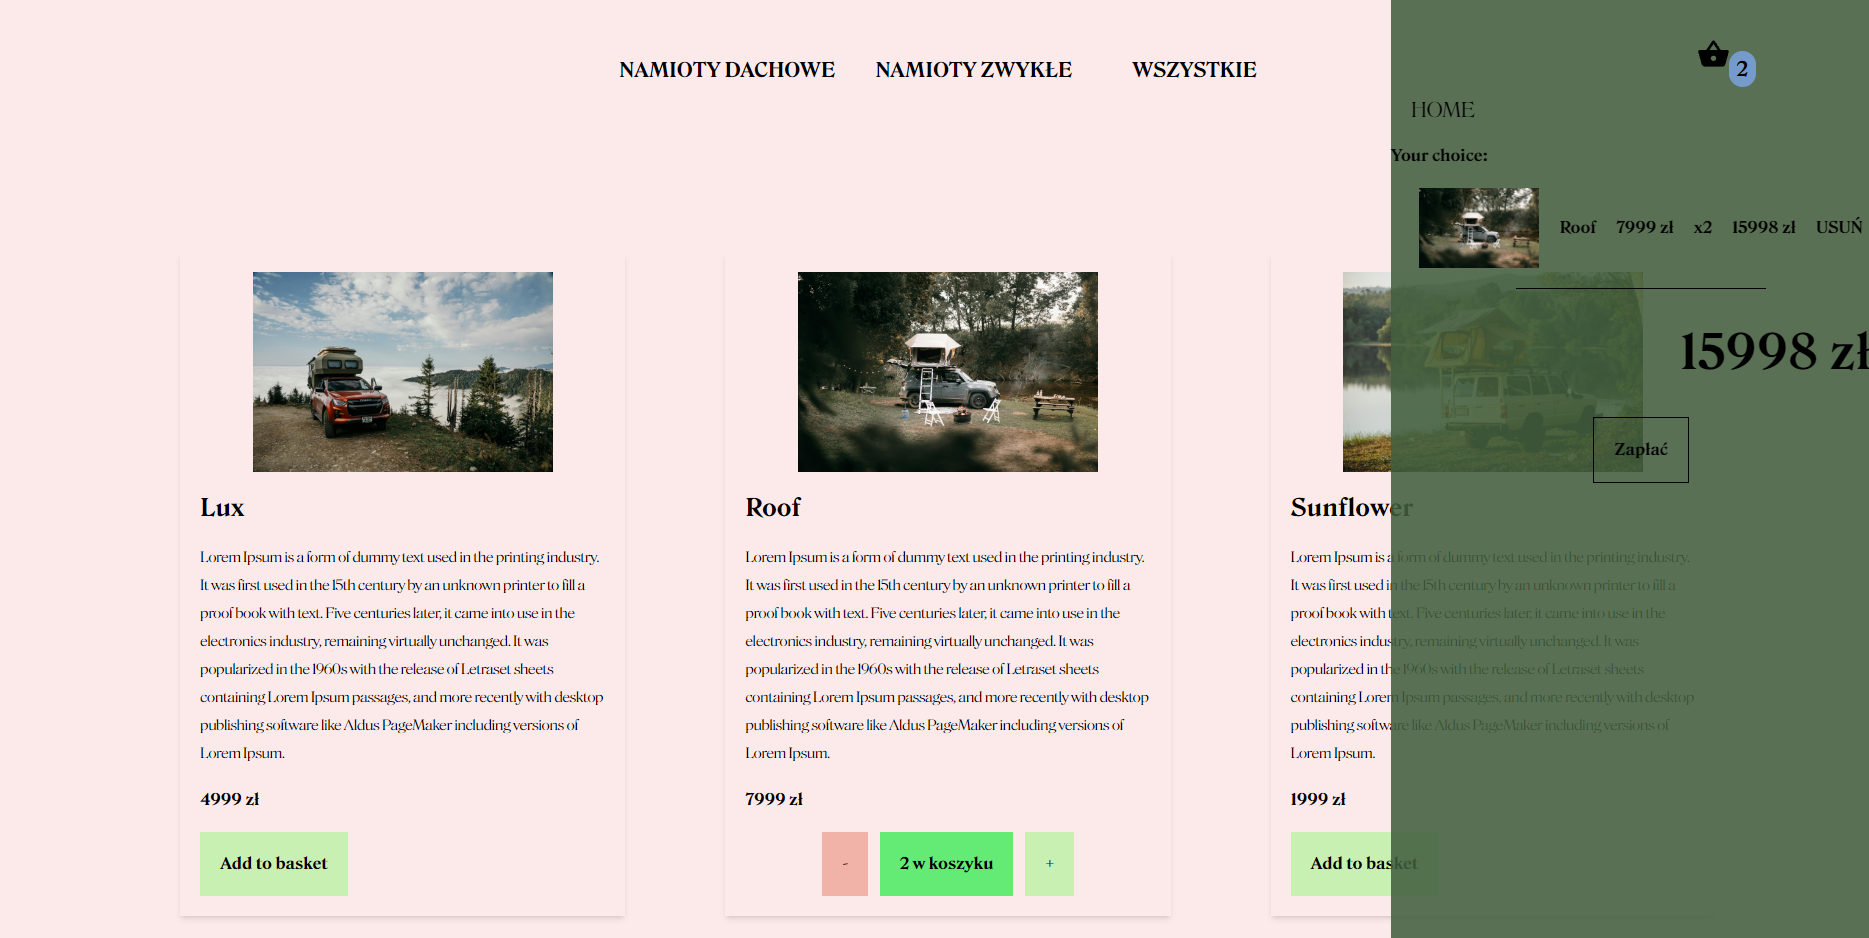 NAMIOTY DACHOWE
NAMIOTY ZWYKŁE
WSZYSTKIE
2
HOME
Your choice:
Roof 7999 zł x2 15998 zł USUŃ
15998 zł
Zapłać
Lux
Lorem Ipsum is a form of dummy text used in the printing industry.
It was first used in the 15th century by an unknown printer to fill a
proof book with text. Five centuries later, it came into use in the
electronics industry, remaining virtually unchanged. It was
popularized in the 1960s with the release of Letraset sheets
containing Lorem Ipsum passages, and more recently with desktop
publishing software like Aldus PageMaker including versions of
Lorem Ipsum.
4999 zł
Add to basket
Roof
Lorem Ipsum is a form of dummy text used in the printing industry.
It was first used in the 15th century by an unknown printer to fill a
proof book with text. Five centuries later, it came into use in the
electronics industry, remaining virtually unchanged. It was
popularized in the 1960s with the release of Letraset sheets
containing Lorem Ipsum passages, and more recently with desktop
publishing software like Aldus PageMaker including versions of
Lorem Ipsum.
7999 zł
- 2 w koszyku +
Sunflower
Lorem Ipsum is a form of dummy text used in the printing industry.
It was first used in the 15th century by an unknown printer to fill a
proof book with text. Five centuries later, it came into use in the
electronics industry, remaining virtually unchanged. It was
popularized in the 1960s with the release of Letraset sheets
containing Lorem Ipsum passages, and more recently with desktop
publishing software like Aldus PageMaker including versions of
Lorem Ipsum.
1999 zł
Add to basket